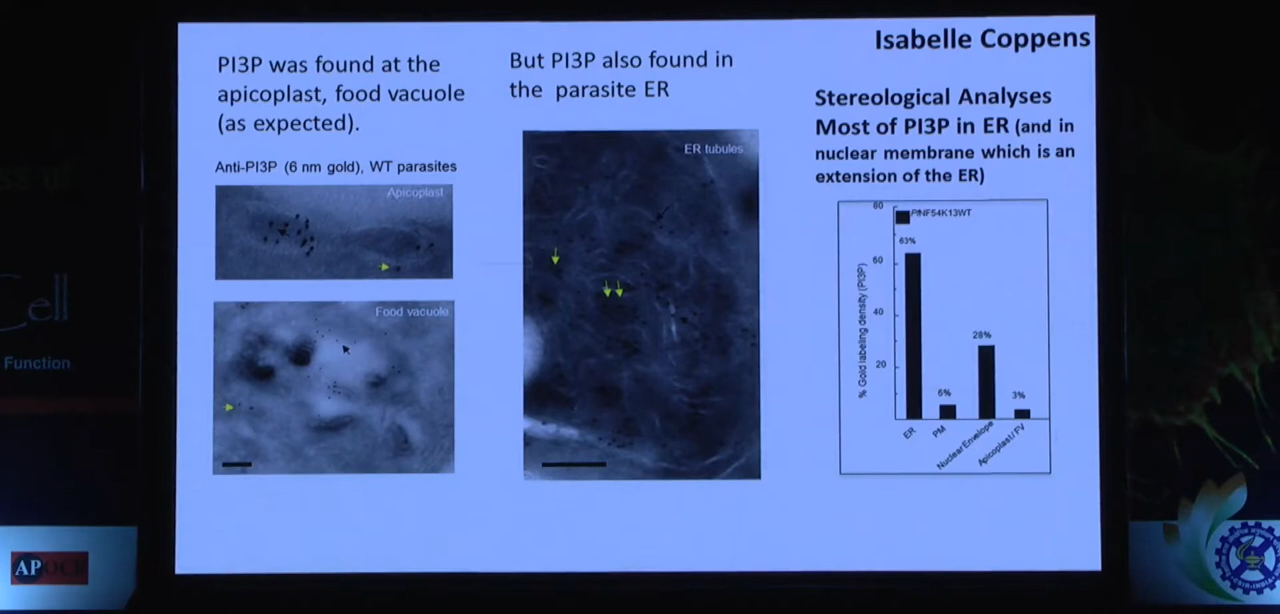 Isabelle Coppens
PI3P was found at the
apicoplast, food vacuole
(as expected).
Anti-PI3P (6 nm gold), WT parasites
Apicoplast
Food vacuole
But PI3P also found in
the parasite ER
ER tubules
Stereological Analyses
Most of PI3P in ER (and in
nuclear membrane which is an
extension of the ER)
80
60
40
20
% Gold labeling density (PI3P)
PfNF54K13WT
63%
6%
28%
3%
ER
PM
Nuclear Envelope
Apicoplast/ FV
Cell
Function
AP
CSIR-INDIA